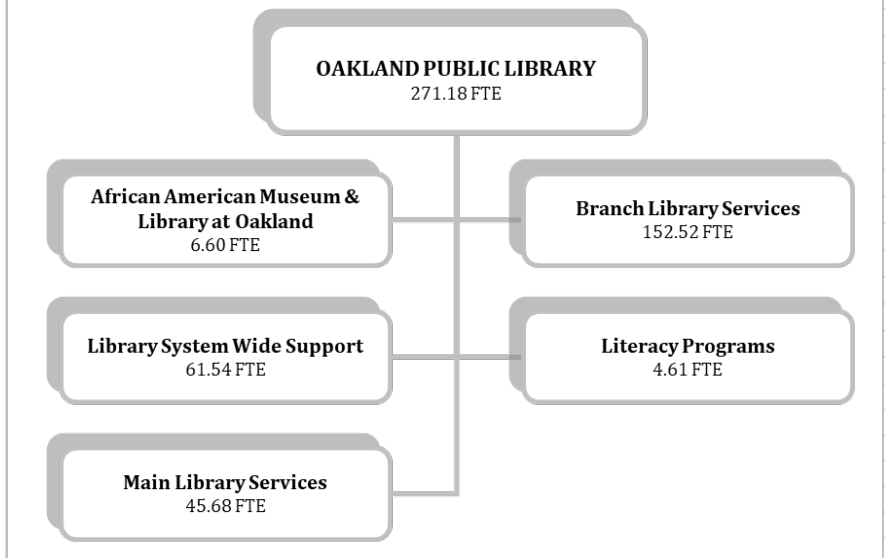 OAKLAND PUBLIC LIBRARY
271.18 FTE
African American Museum &
Library at Oakland
6.60 FTE
Branch Library Services
152.52 FTE
Library System Wide Support
61.54 FTE
Literacy Programs
4.61 FTE
Main Library Services
45.68 FTE